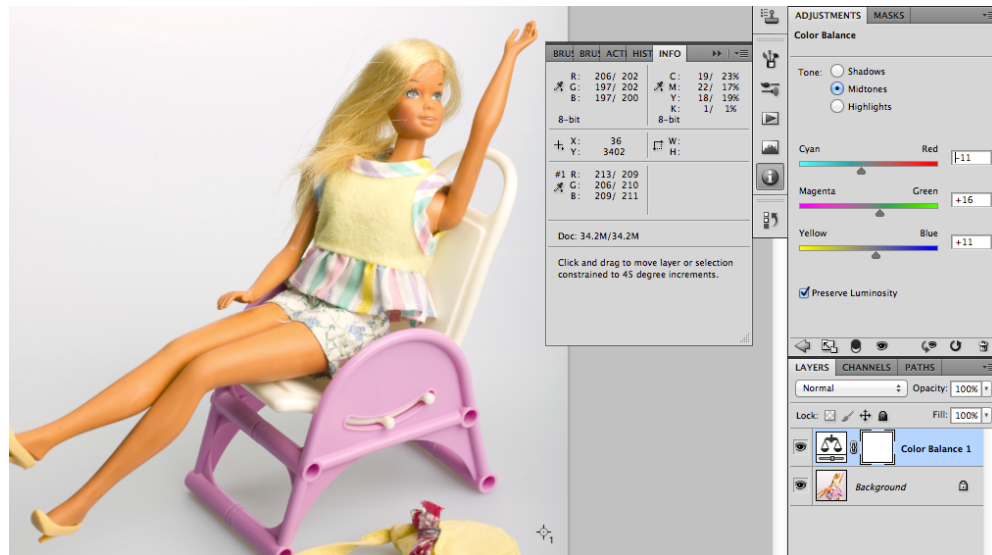 BRU BRU ACTI HIST INFO
R: 206/ 202
G: 197/ 202
B: 197/ 200
8-bit
C: 19/ 23%
M: 22/ 17%
Y: 18/ 19%
K: 1/ 1%
8-bit
X: 36
Y: 3402
W:
H:
#1 R: 213/ 209
G: 206/ 210
B: 209/ 211
Doc: 34.2M/34.2M
Click and drag to move layer or selection
constrained to 45 degree increments.
1
ADJUSTMENTS MASKS
Color Balance
Tone: Shadows
Midtones
Highlights
Cyan Red -11
Magenta Green +16
Yellow Blue +11
Preserve Luminosity
LAYERS CHANNELS PATHS
Normal Opacity: 100%
Lock: Fill: 100%
Color Balance 1
Background